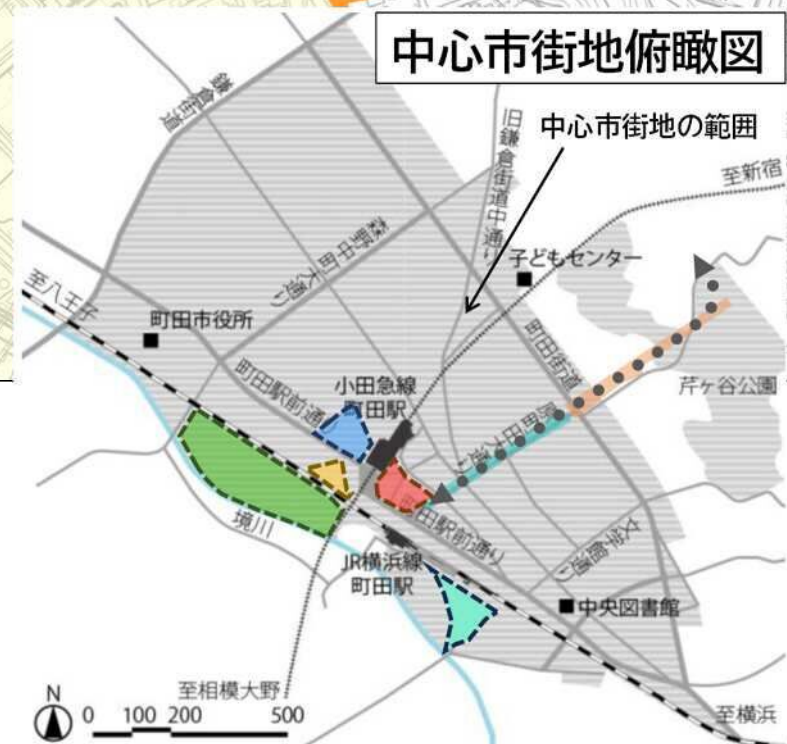 中心市街地俯瞰図
鎌倉街道
旧鎌倉街道中通り
中心市街地の範囲
至新宿
森野中町大通り
子どもセンター
至八王子
町田市役所
町田街道
小田急線
町田駅
町田駅前通り
芹ヶ谷公園
原町田大通り
境川
町田駅前通り
文学館通り
JR横浜線
町田駅
中央図書館
至相模大野
至横浜
N
0 100 200 500